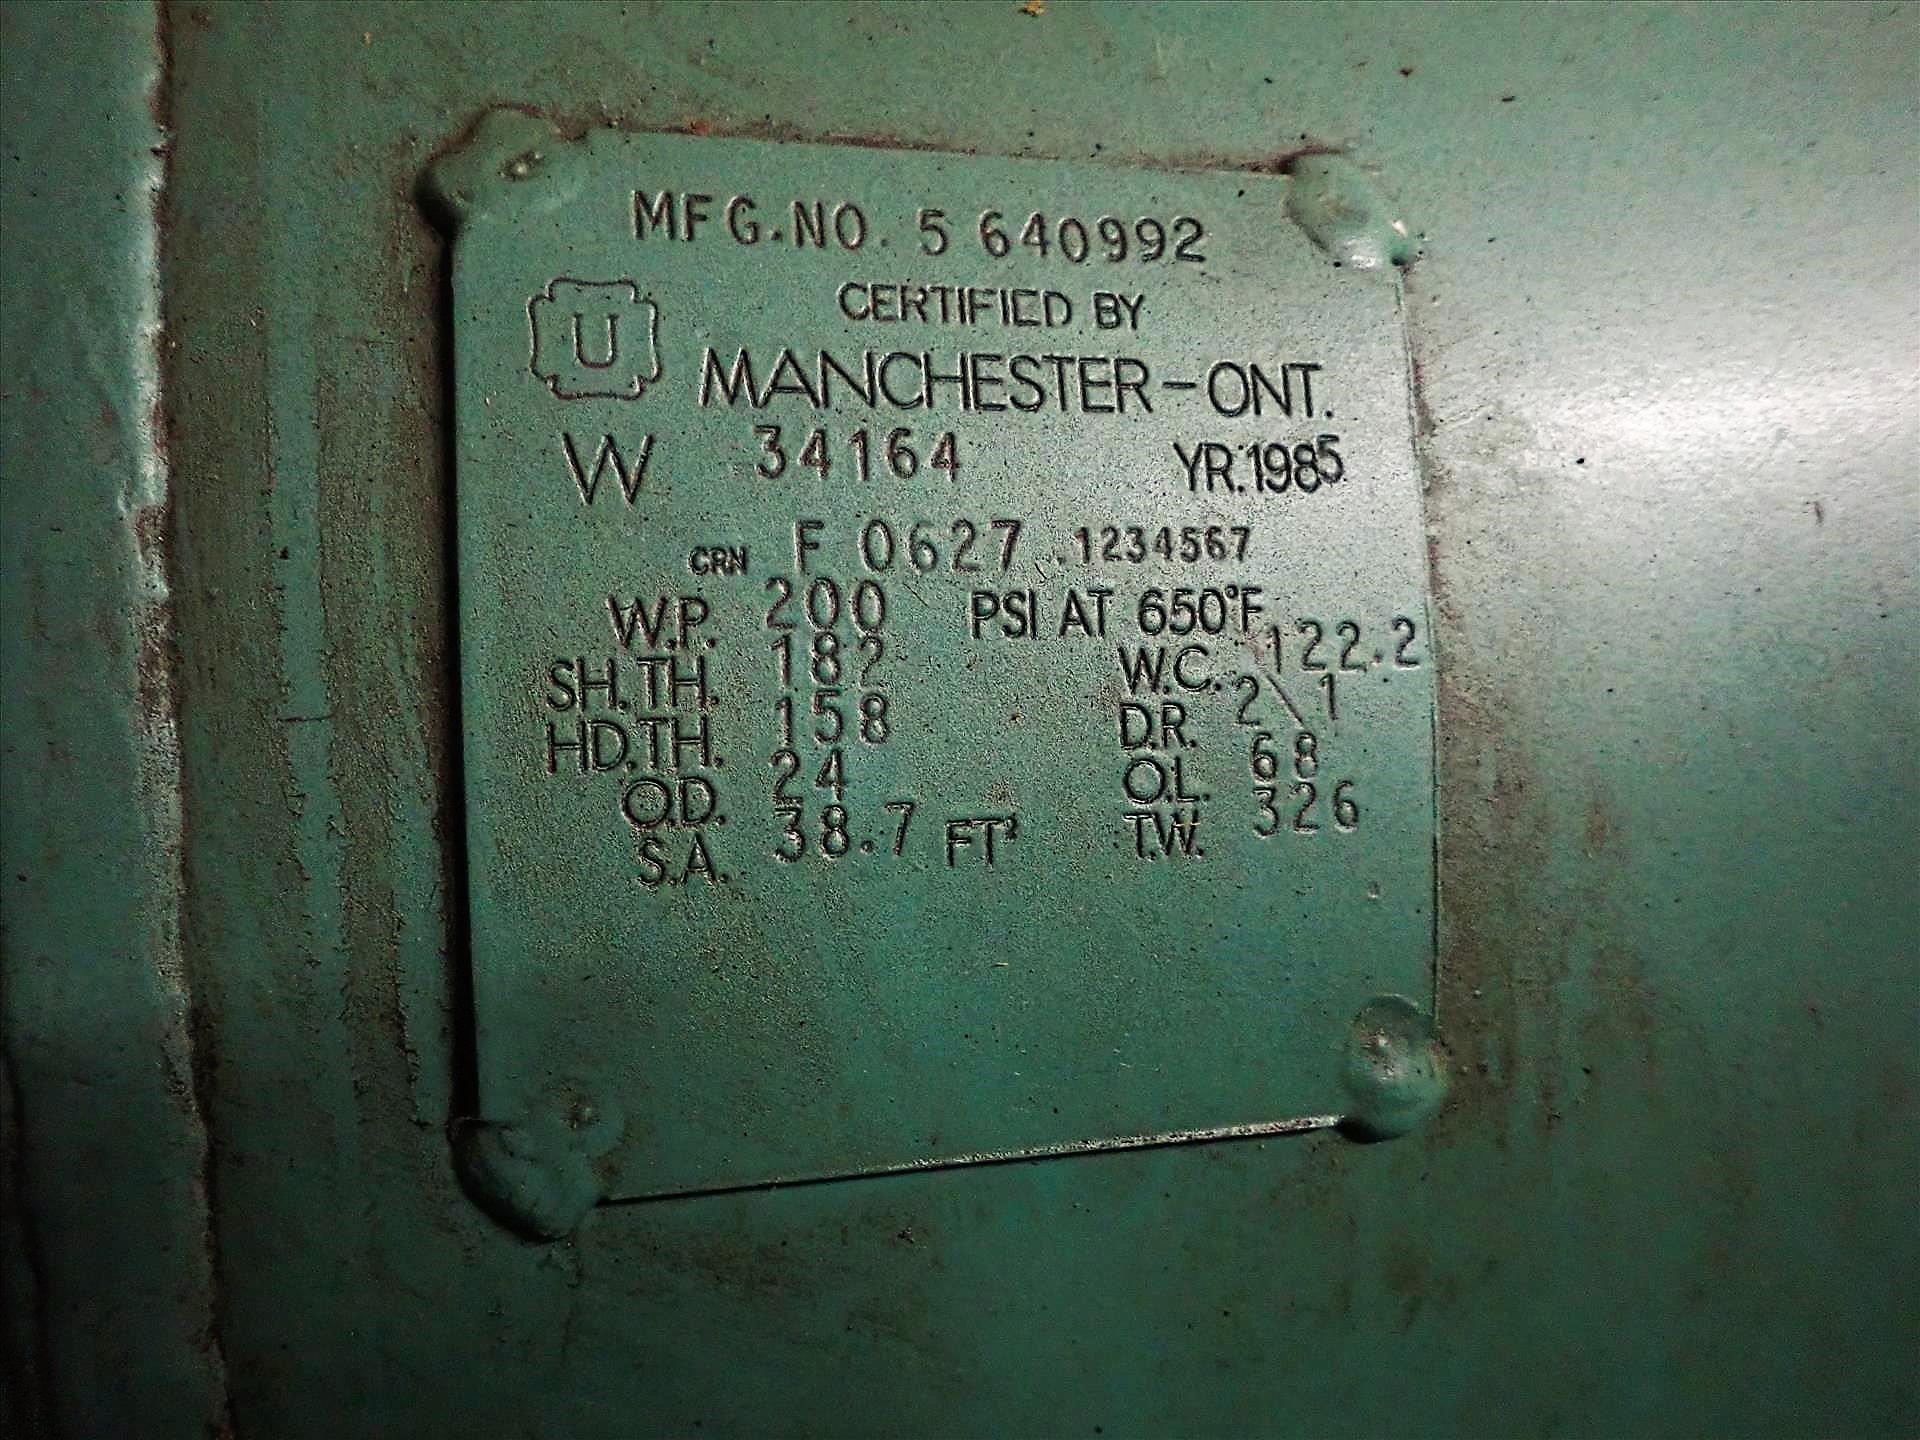 MFG.NO. 5 640992
U
CERTIFIED BY
MANCHESTER-ONT.
W 34164 YR.1985
CRN F 0627 .1234567
W.P. 200 PSI AT 650°F
SH.TH. 182 W.C. 122.2
HD.TH. 158 D.R. 2 \ 1
O.D. 24 O.L. 68
S.A. 38.7 FT² T.W. 326